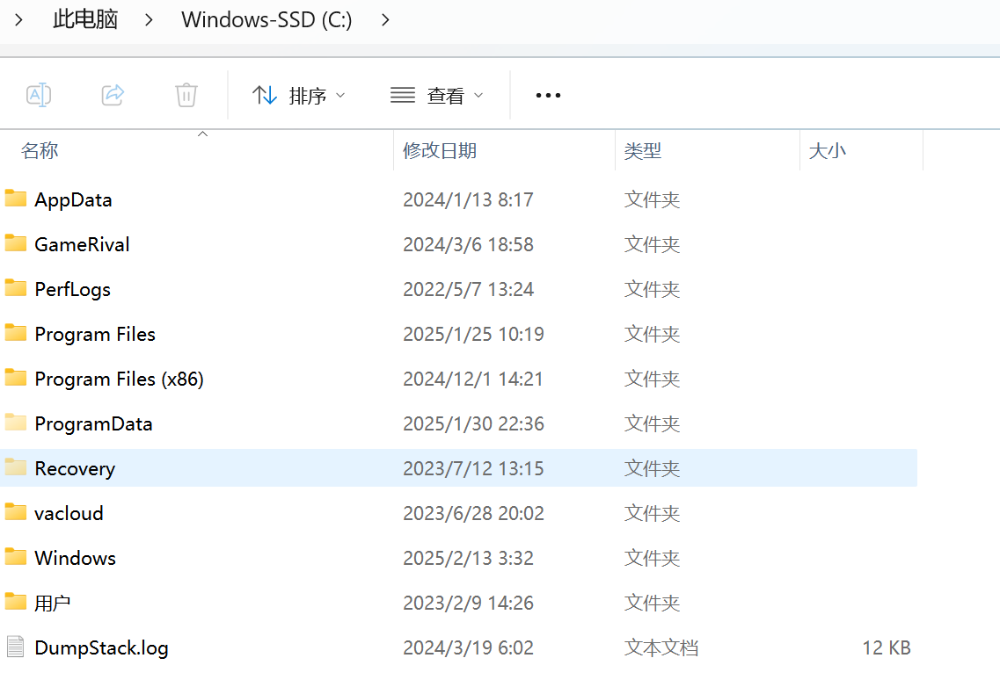 此电脑 Windows-SSD (C:)
排序 查看
名称 修改日期 类型 大小
AppData 2024/1/13 8:17 文件夹
GameRival 2024/3/6 18:58 文件夹
PerfLogs 2022/5/7 13:24 文件夹
Program Files 2025/1/25 10:19 文件夹
Program Files (x86) 2024/12/1 14:21 文件夹
ProgramData 2025/1/30 22:36 文件夹
Recovery 2023/7/12 13:15 文件夹
vacloud 2023/6/28 20:02 文件夹
Windows 2025/2/13 3:32 文件夹
用户 2023/2/9 14:26 文件夹
DumpStack.log 2024/3/19 6:02 文本文档 12 KB